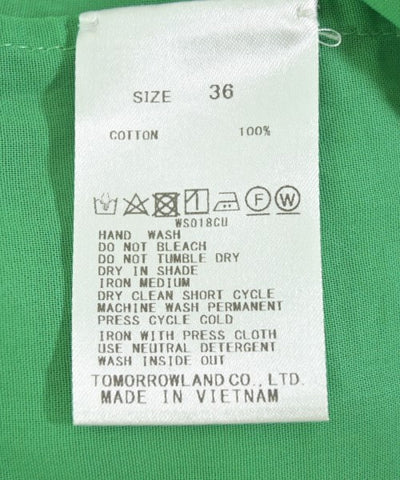 SIZE 36
COTTON 100%
F W
WS018CU
HAND WASH
DO NOT BLEACH
DO NOT TUMBLE DRY
DRY IN SHADE
IRON MEDIUM
DRY CLEAN SHORT CYCLE
MACHINE WASH PERMANENT
PRESS CYCLE COLD
IRON WITH PRESS CLOTH
USE NEUTRAL DETERGENT
WASH INSIDE OUT
TOMORROWLAND CO., LTD.
MADE IN VIETNAM